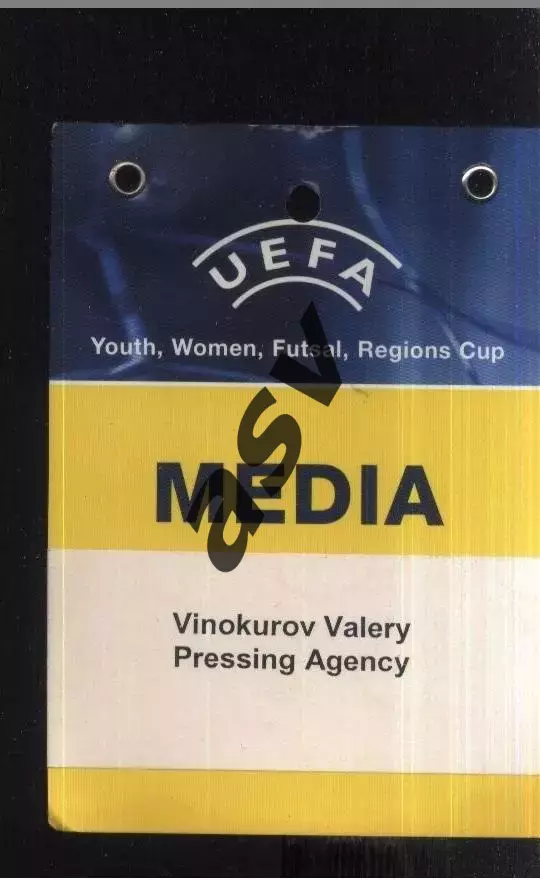 UEFA
Youth, Women, Futsal, Regions Cup
asv
MEDIA
Vinokurov Valery
Pressing Agency